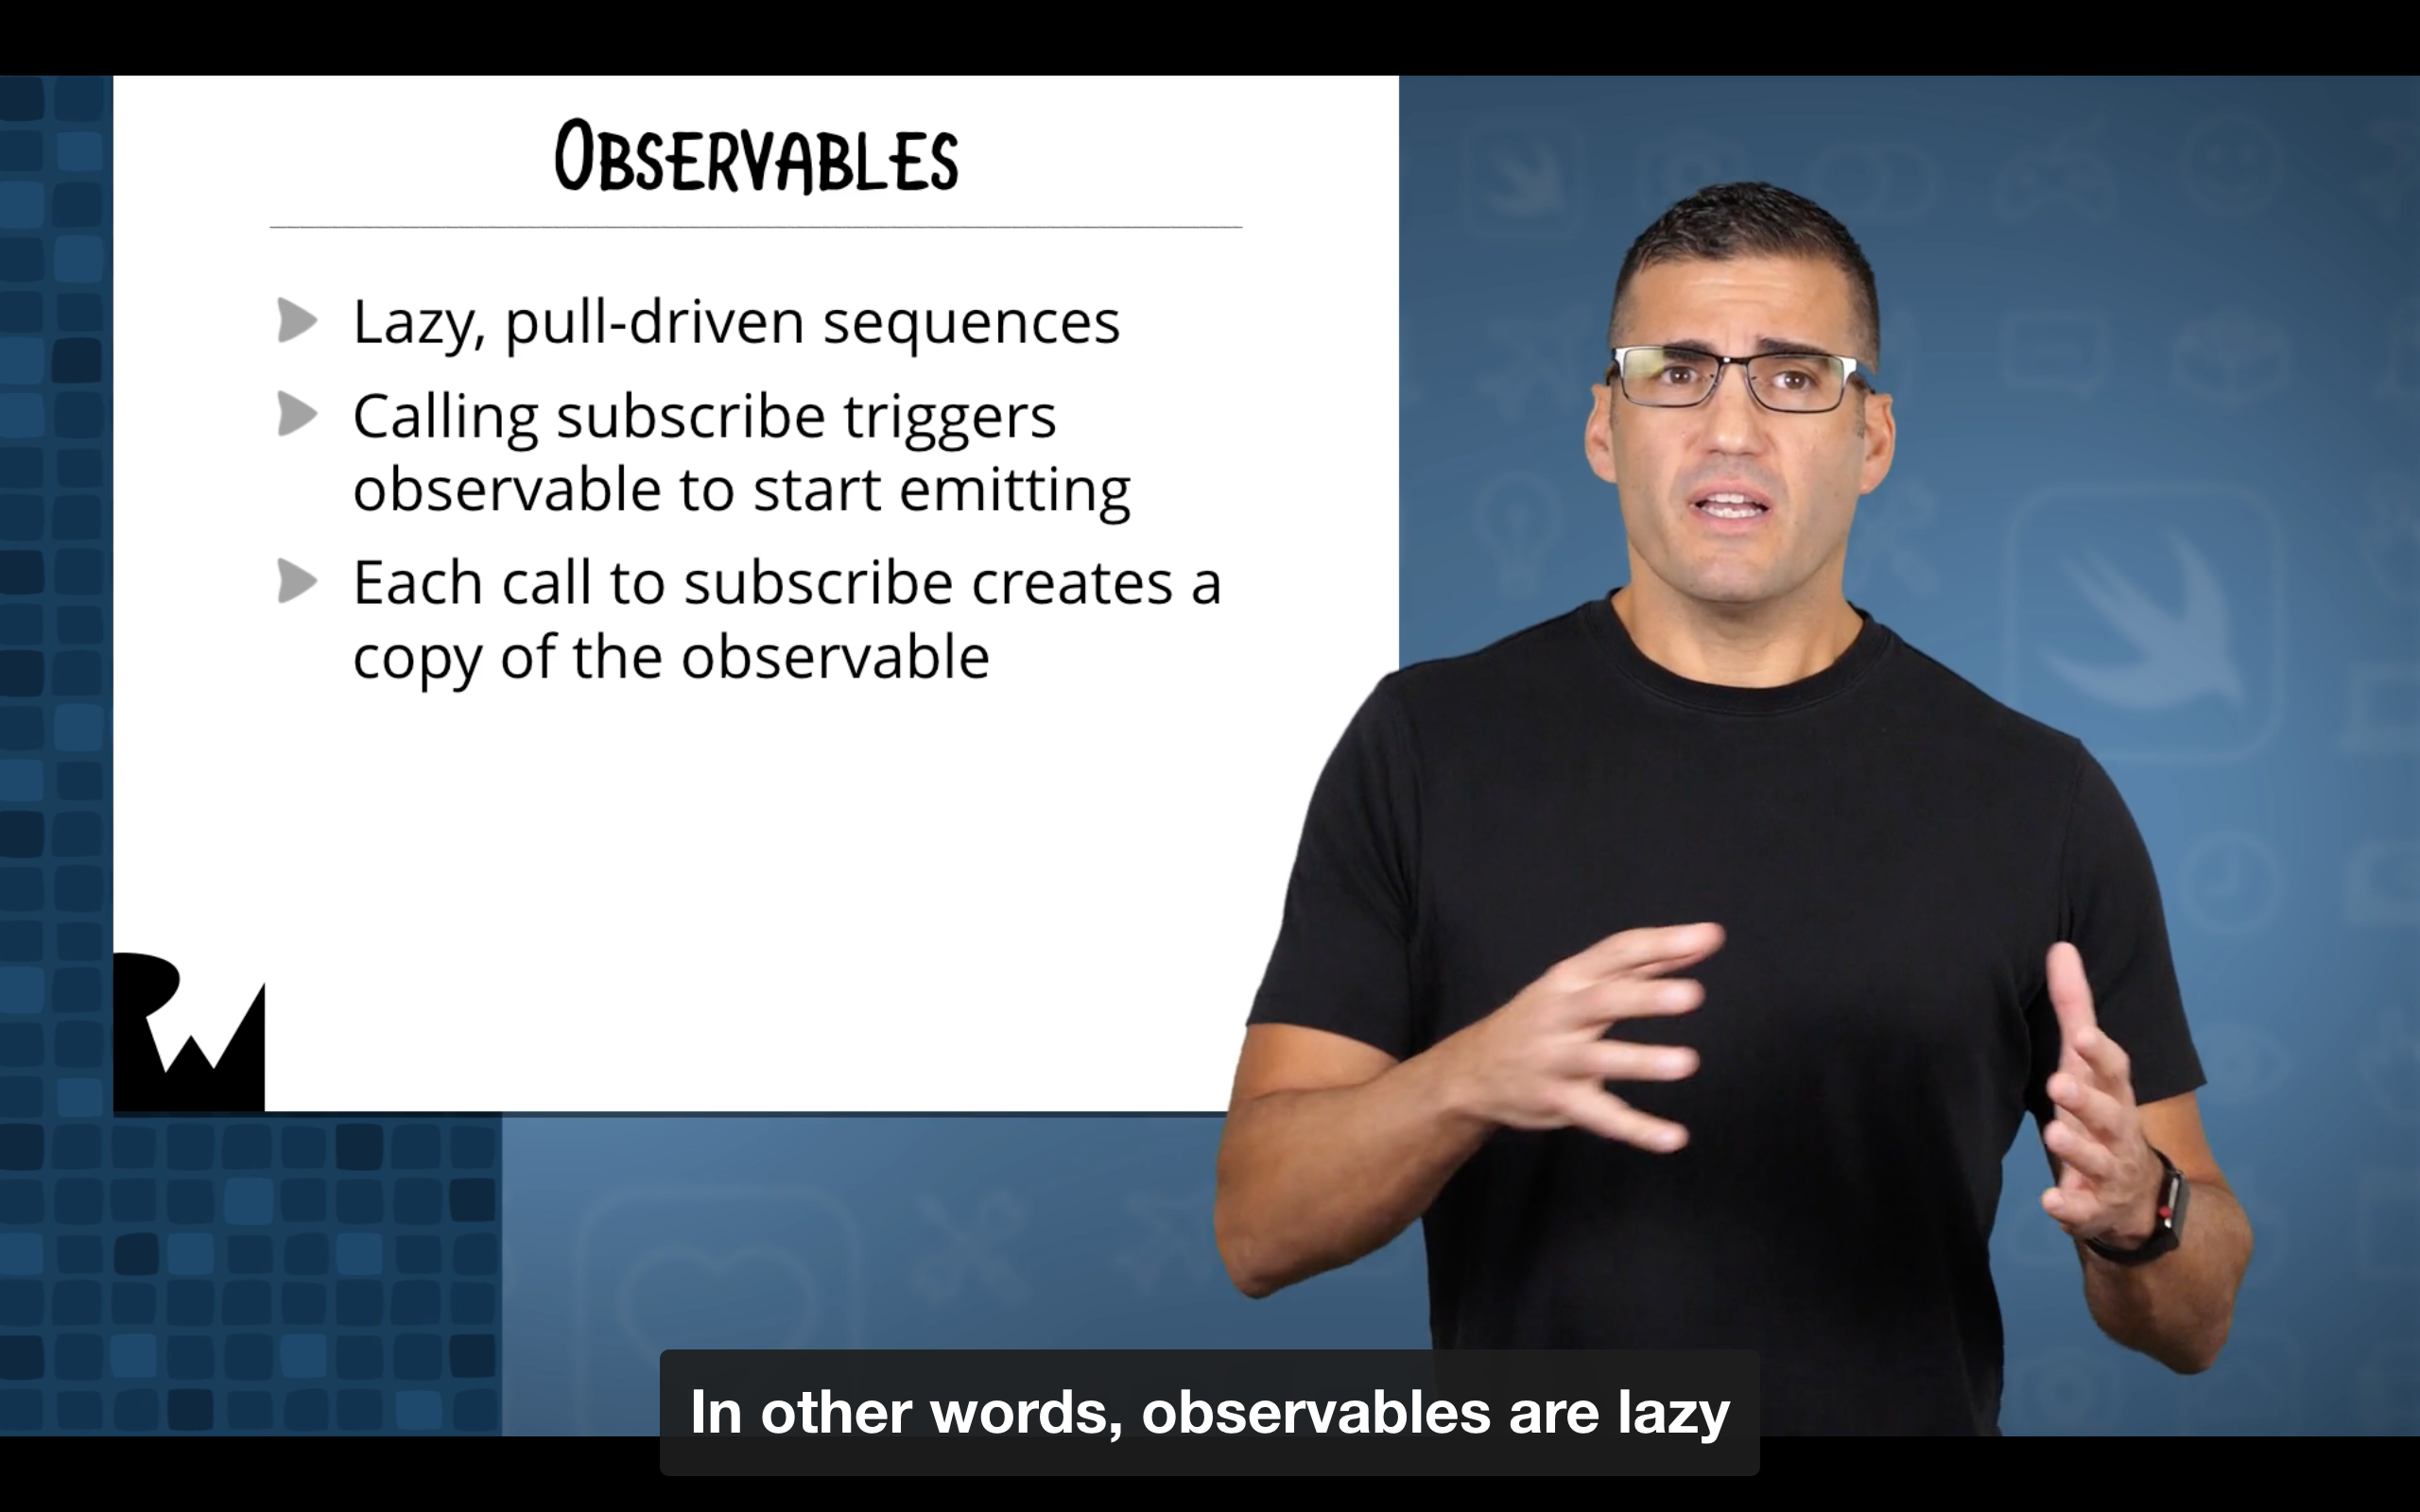 OBSERVABLES
Lazy, pull-driven sequences
Calling subscribe triggers
observable to start emitting
Each call to subscribe creates a
copy of the observable
RW
In other words, observables are lazy